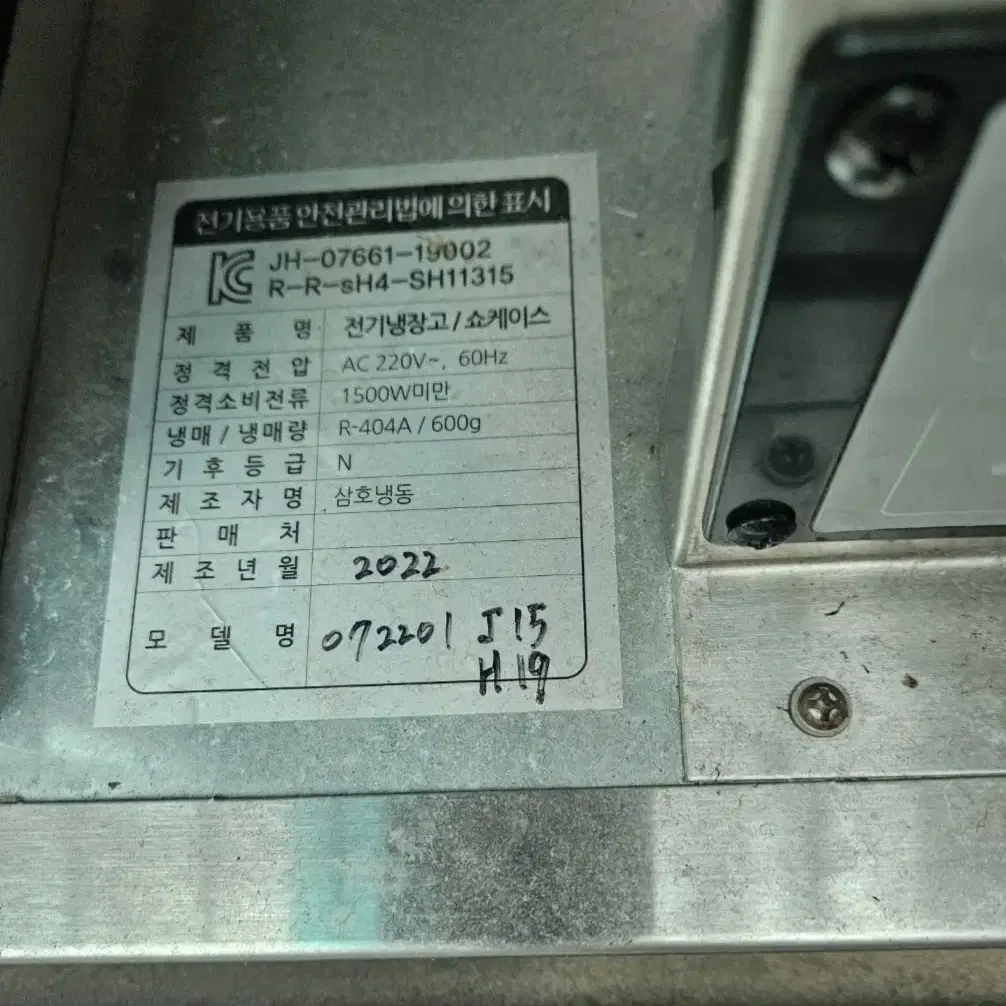 전기용품안전관리법에 의한 표시
JH-07661-19002
R-R-sH4-SH11315
제 품 명 전기냉장고/쇼케이스
정격전압 AC 220V~, 60Hz
정격소비전류 1500W미만
냉매/냉매량 R-404A / 600g
기후등급 N
제조자명 삼호냉동
판 매 처
제조년월 2022
모 델 명 072201 J15
H19